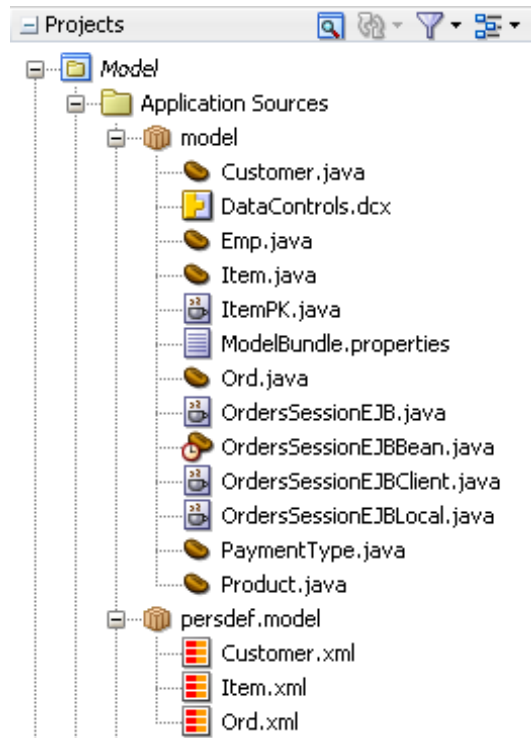 Projects
Model
Application Sources
model
Customer.java
DataControls.dcx
Emp.java
Item.java
ItemPK.java
ModelBundle.properties
Ord.java
OrdersSessionEJB.java
OrdersSessionEJBBean.java
OrdersSessionEJBClient.java
OrdersSessionEJBLocal.java
PaymentType.java
Product.java
persdef.model
Customer.xml
Item.xml
Ord.xml